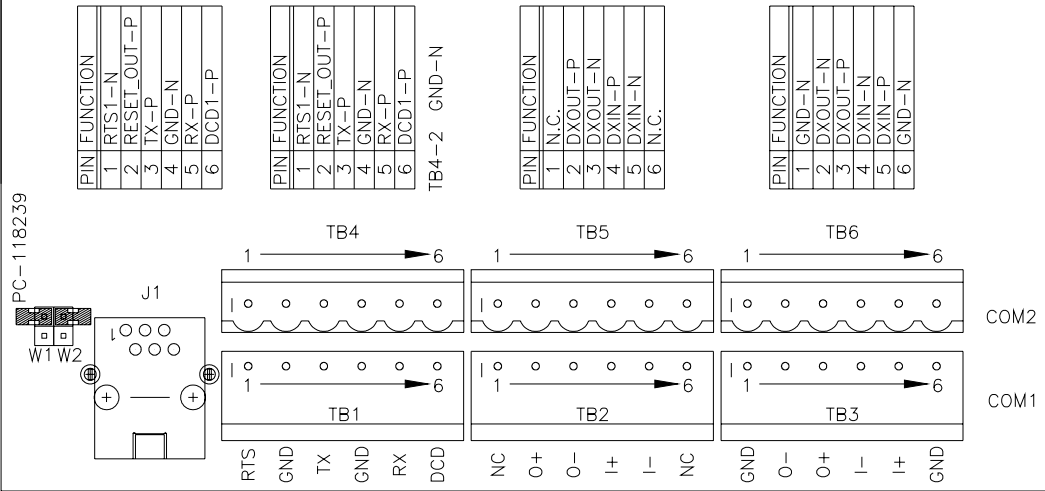 PIN FUNCTION
1 RTS1-N
2 RESET_OUT-P
3 TX-P
4 GND-N
5 RX-P
6 DCD1-P
PIN FUNCTION
1 RTS1-N
2 RESET_OUT-P
3 TX-P
4 GND-N
5 RX-P
6 DCD1-P
TB4-2 GND-N
PIN FUNCTION
1 N.C.
2 DXOUT-P
3 DXOUT-N
4 DXIN-P
5 DXIN-N
6 N.C.
PIN FUNCTION
1 GND-N
2 DXOUT-N
3 DXOUT-P
4 DXIN-N
5 DXIN-P
6 GND-N
PC-118239
TB4
1 6
TB5
1 6
TB6
1 6
J1
1
W1 W2
COM2
1 6
TB1
1 6
TB2
1 6
TB3
COM1
RTS
GND
TX
GND
RX
DCD
NC
O+
O-
I+
I-
NC
GND
O-
O+
I-
I+
GND